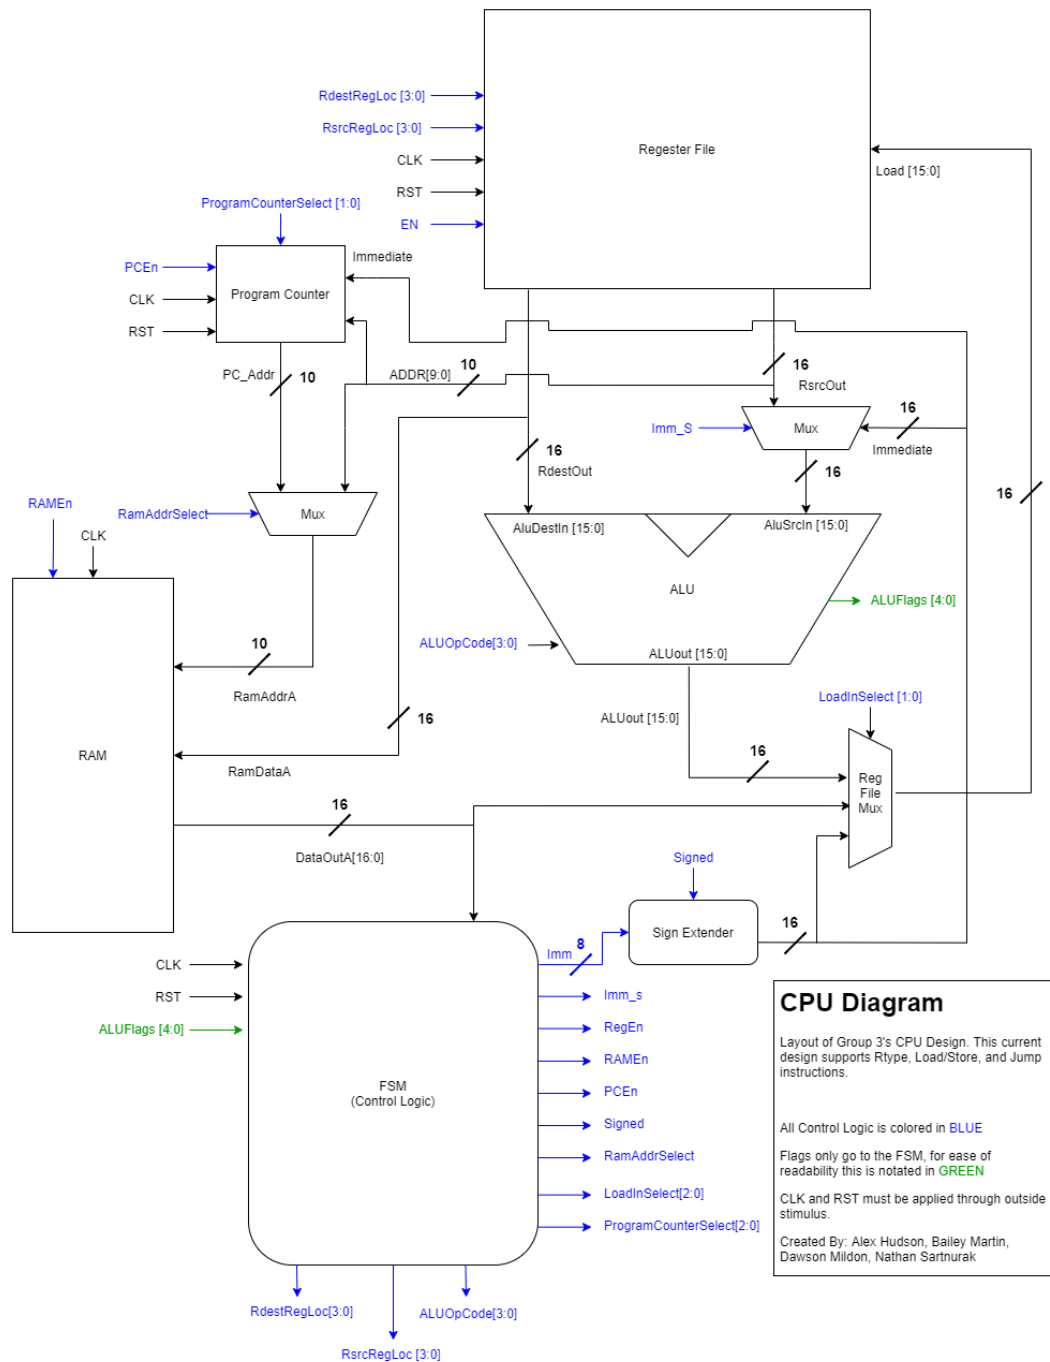 RdestRegLoc [3:0]
RsrcRegLoc [3:0]
CLK
RST
EN
Regester File
Load [15:0]
ProgramCounterSelect [1:0]
PCEn
CLK
RST
Program Counter
Immediate
PC_Addr
10
ADDR[9:0]
10
16
RsrcOut
Imm_S
Mux
16
Immediate
16
RdestOut
16
16
RAMEn
CLK
RamAddrSelect
Mux
AluDestIn [15:0]
AluSrcIn [15:0]
ALU
ALUFlags [4:0]
ALUOpCode[3:0]
ALUout [15:0]
10
RamAddrA
RAM
16
RamDataA
ALUout [15:0]
16
LoadInSelect [1:0]
Reg
File
Mux
16
DataOutA[16:0]
Signed
Sign Extender
16
Imm
8
CLK
RST
ALUFlags [4:0]
FSM
(Control Logic)
Imm_s
RegEn
RAMEn
PCEn
Signed
RamAddrSelect
LoadInSelect[2:0]
ProgramCounterSelect[2:0]
RdestRegLoc[3:0]
RsrcRegLoc [3:0]
ALUOpCode[3:0]
CPU Diagram
Layout of Group 3's CPU Design. This current
design supports Rtype, Load/Store, and Jump
instructions.
All Control Logic is colored in BLUE
Flags only go to the FSM, for ease of
readability this is notated in GREEN
CLK and RST must be applied through outside
stimulus.
Created By: Alex Hudson, Bailey Martin,
Dawson Mildon, Nathan Sartnurak